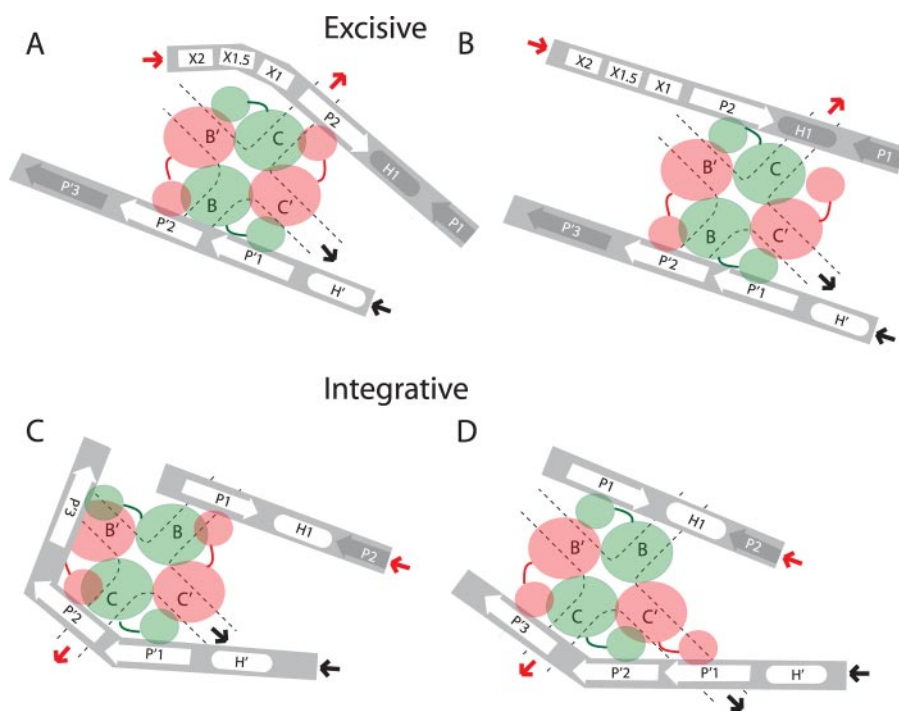 Excisive
A
X2 X1.5 X1
P2
H1
P1
B' C
B C'
P'3
P'2
P'1
H'
B
X2 X1.5 X1
P2
H1
P1
B' C
B C'
P'3
P'2
P'1
H'
Integrative
C
P'3
P1
H1
P2
B' B
C C'
P'2
P'1
H'
D
P1
H1
P2
B' B
C C'
P'3
P'2
P'1
H'